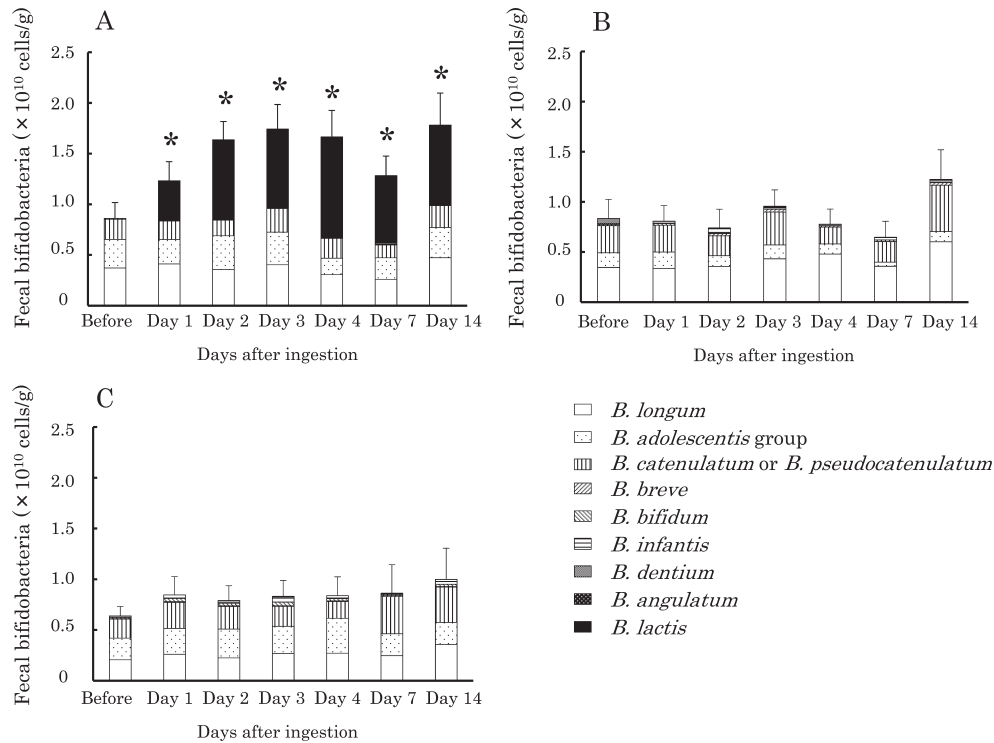 A
Fecal bifidobacteria (×10¹⁰ cells/g)
2.5
2.0
1.5
1.0
0.5
0
* * * * * *
Before Day 1 Day 2 Day 3 Day 4 Day 7 Day 14
Days after ingestion
B
Fecal bifidobacteria (×10¹⁰ cells/g)
2.5
2.0
1.5
1.0
0.5
0
Before Day 1 Day 2 Day 3 Day 4 Day 7 Day 14
Days after ingestion
C
Fecal bifidobacteria (×10¹⁰ cells/g)
2.5
2.0
1.5
1.0
0.5
0
Before Day 1 Day 2 Day 3 Day 4 Day 7 Day 14
Days after ingestion
B. longum
B. adolescentis group
B. catenulatum or B. pseudocatenulatum
B. breve
B. bifidum
B. infantis
B. dentium
B. angulatum
B. lactis